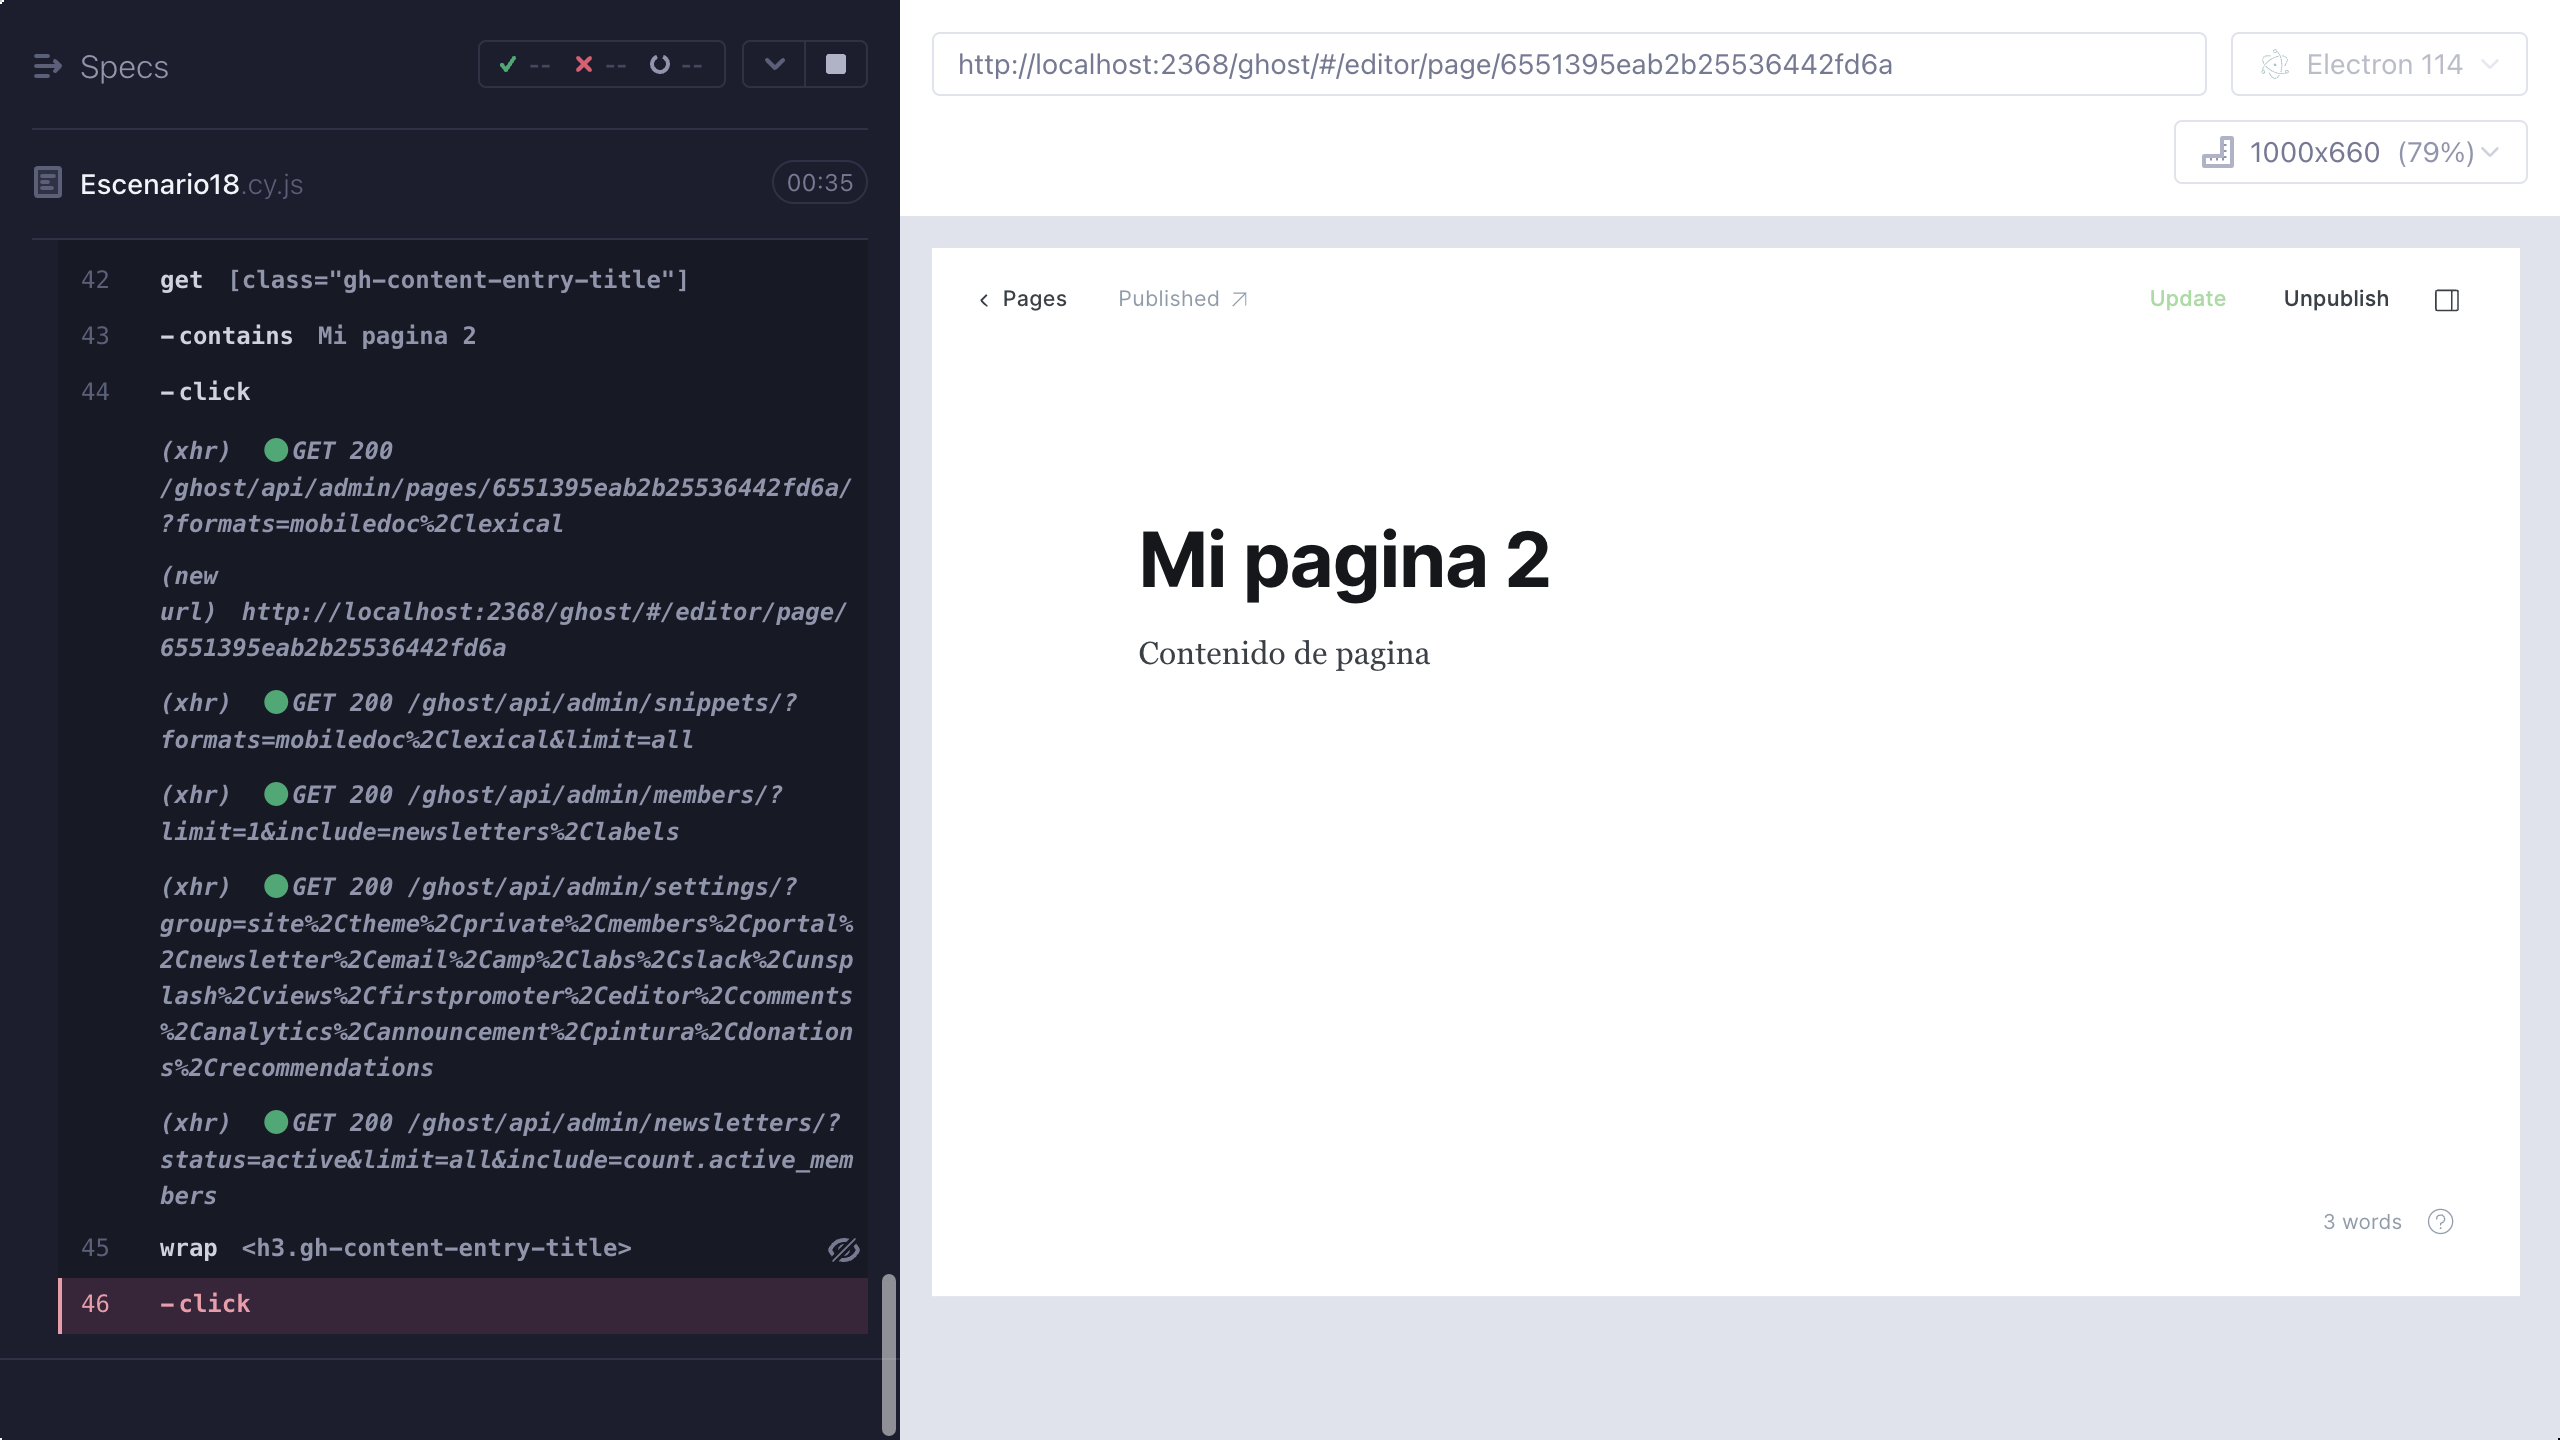 Specs
-- -- --
Escenario18.cy.js
00:35
42 get [class="gh-content-entry-title"]
43 -contains Mi pagina 2
44 -click
(xhr) GET 200
/ghost/api/admin/pages/6551395eab2b25536442fd6a/
?formats=mobiledoc%2Clexical
(new
url) http://localhost:2368/ghost/#/editor/page/
6551395eab2b25536442fd6a
(xhr) GET 200 /ghost/api/admin/snippets/?
formats=mobiledoc%2Clexical&limit=all
(xhr) GET 200 /ghost/api/admin/members/?
limit=1&include=newsletters%2Clabels
(xhr) GET 200 /ghost/api/admin/settings/?
group=site%2Ctheme%2Cprivate%2Cmembers%2Cportal%
2Cnewsletter%2Cemail%2Camp%2Clabs%2Cslack%2Cunsp
lash%2Cviews%2Cfirstpromoter%2Ceditor%2Ccomments
%2Canalytics%2Cannouncement%2Cpintura%2Cdonation
s%2Crecommendations
(xhr) GET 200 /ghost/api/admin/newsletters/?
status=active&limit=all&include=count.active_mem
bers
45 wrap <h3.gh-content-entry-title>
46 -click
http://localhost:2368/ghost/#/editor/page/6551395eab2b25536442fd6a
Electron 114
1000x660 (79%)
Pages
Published
Update
Unpublish
Mi pagina 2
Contenido de pagina
3 words
?